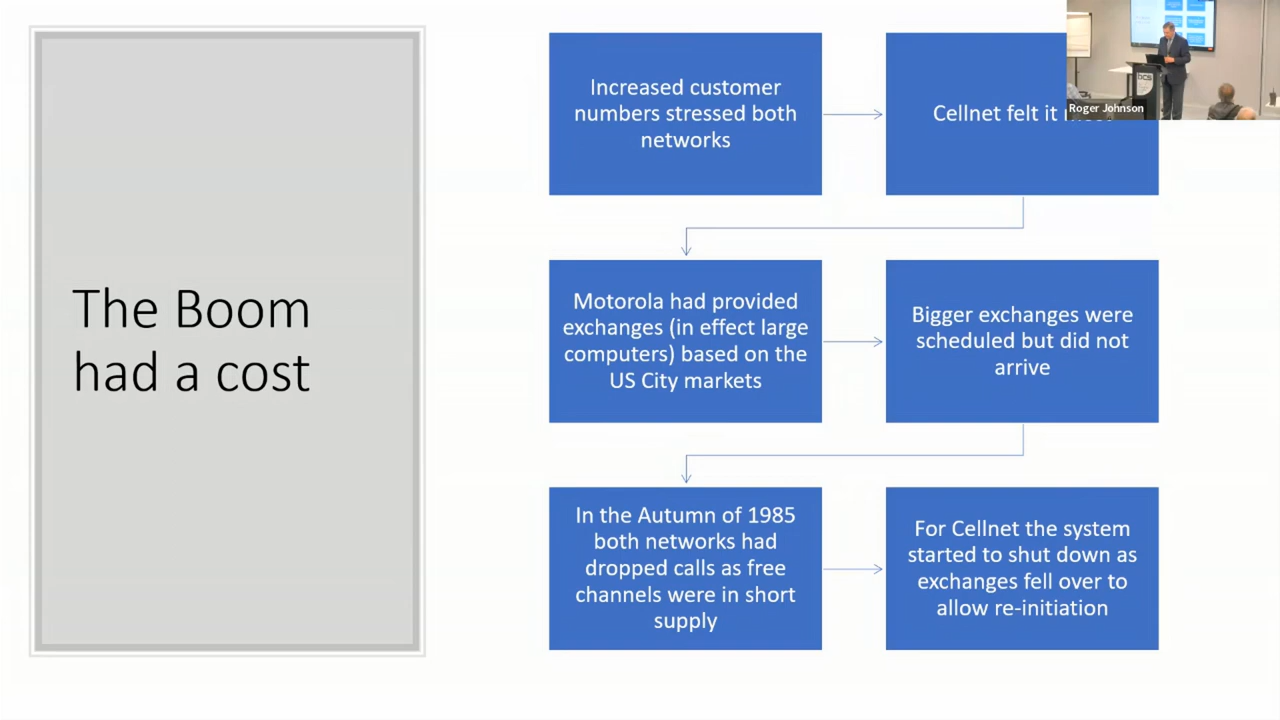 The Boom
had a cost
Increased customer
numbers stressed both
networks
Cellnet felt it
Roger Johnson
bcs
Motorola had provided
exchanges (in effect large
computers) based on the
US City markets
Bigger exchanges were
scheduled but did not
arrive
In the Autumn of 1985
both networks had
dropped calls as free
channels were in short
supply
For Cellnet the system
started to shut down as
exchanges fell over to
allow re-initiation